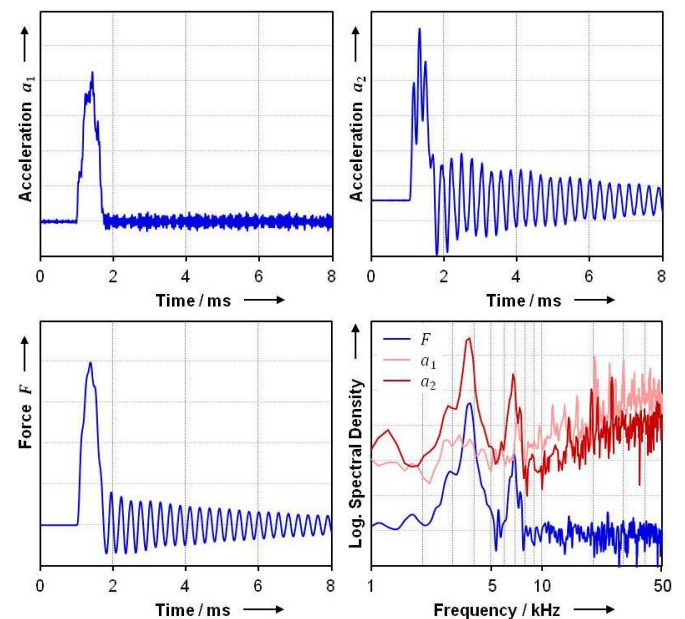 Acceleration a₁
0 2 4 6 8
Time / ms
Acceleration a₂
0 2 4 6 8
Time / ms
Force F
0 2 4 6 8
Time / ms
Log. Spectral Density
F
a₁
a₂
1 5 10 50
Frequency / kHz